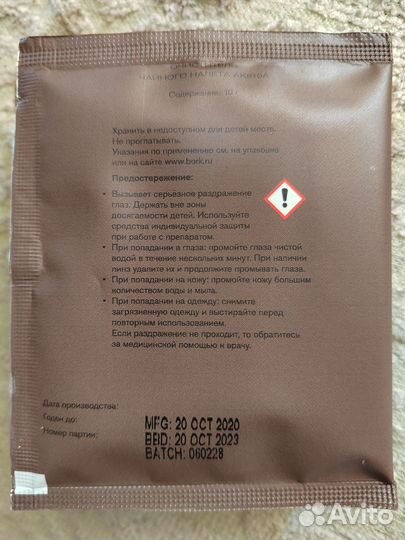 ЧАЙНОГО НАЛЕТА AK810A
Содержание: 10 г
Хранить в недоступном для детей месте.
Не проглатывать.
Указания по применению см. на упаковке
или на сайте www.bork.ru
Предостережение:
• Вызывает серьезное раздражение
глаз. Держать вне зоны
досягаемости детей. Используйте
средства индивидуальной защиты
при работе с препаратом.
• При попадании в глаза: промойте глаза чистой
водой в течение нескольких минут. При наличии
линз удалите их и продолжите промывать глаза.
• При попадании на кожу: промойте кожу большим
количеством воды и мыла.
• При попадании на одежду: снимите
загрязненную одежду и выстирайте перед
повторным использованием.
Если раздражение не проходит, то обратитесь
за медицинской помощью к врачу.
Дата производства:
Годен до:
Номер партии:
MFG: 20 OCT 2020
BEID: 20 OCT 2023
BATCH: 060228
Avito